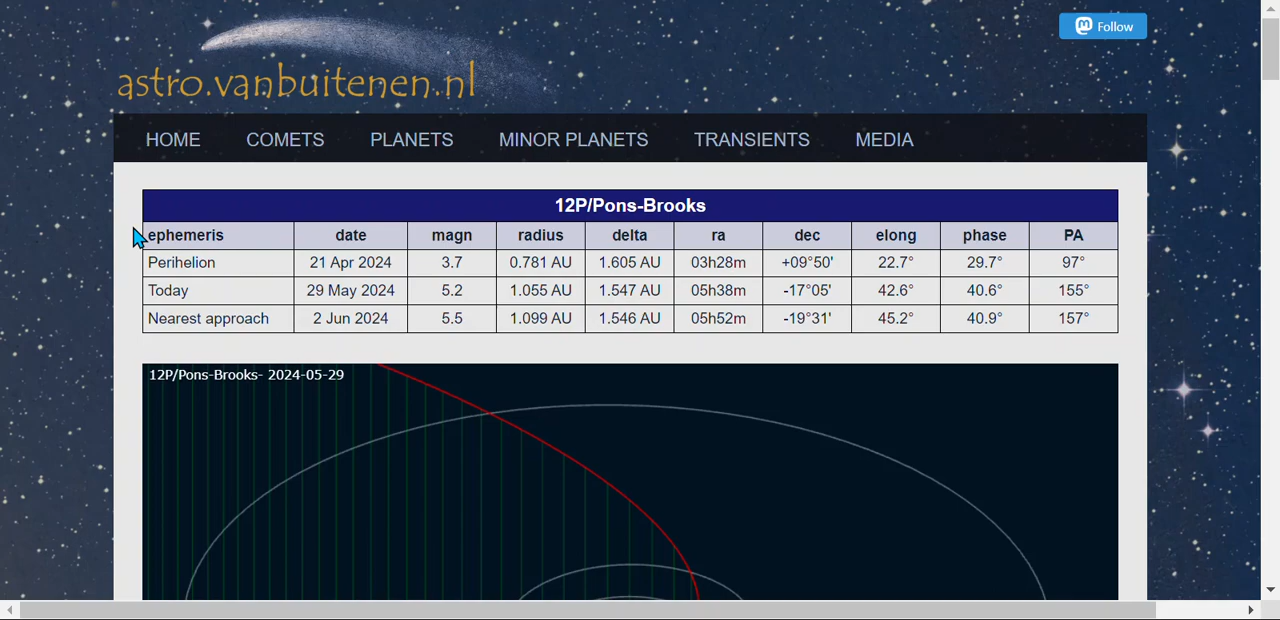 Follow
astro.vanbuitenen.nl
HOME COMETS PLANETS MINOR PLANETS TRANSIENTS MEDIA
12P/Pons-Brooks
ephemeris date magn radius delta ra dec elong phase PA
Perihelion 21 Apr 2024 3.7 0.781 AU 1.605 AU 03h28m +09°50' 22.7° 29.7° 97°
Today 29 May 2024 5.2 1.055 AU 1.547 AU 05h38m -17°05' 42.6° 40.6° 155°
Nearest approach 2 Jun 2024 5.5 1.099 AU 1.546 AU 05h52m -19°31' 45.2° 40.9° 157°
12P/Pons-Brooks- 2024-05-29